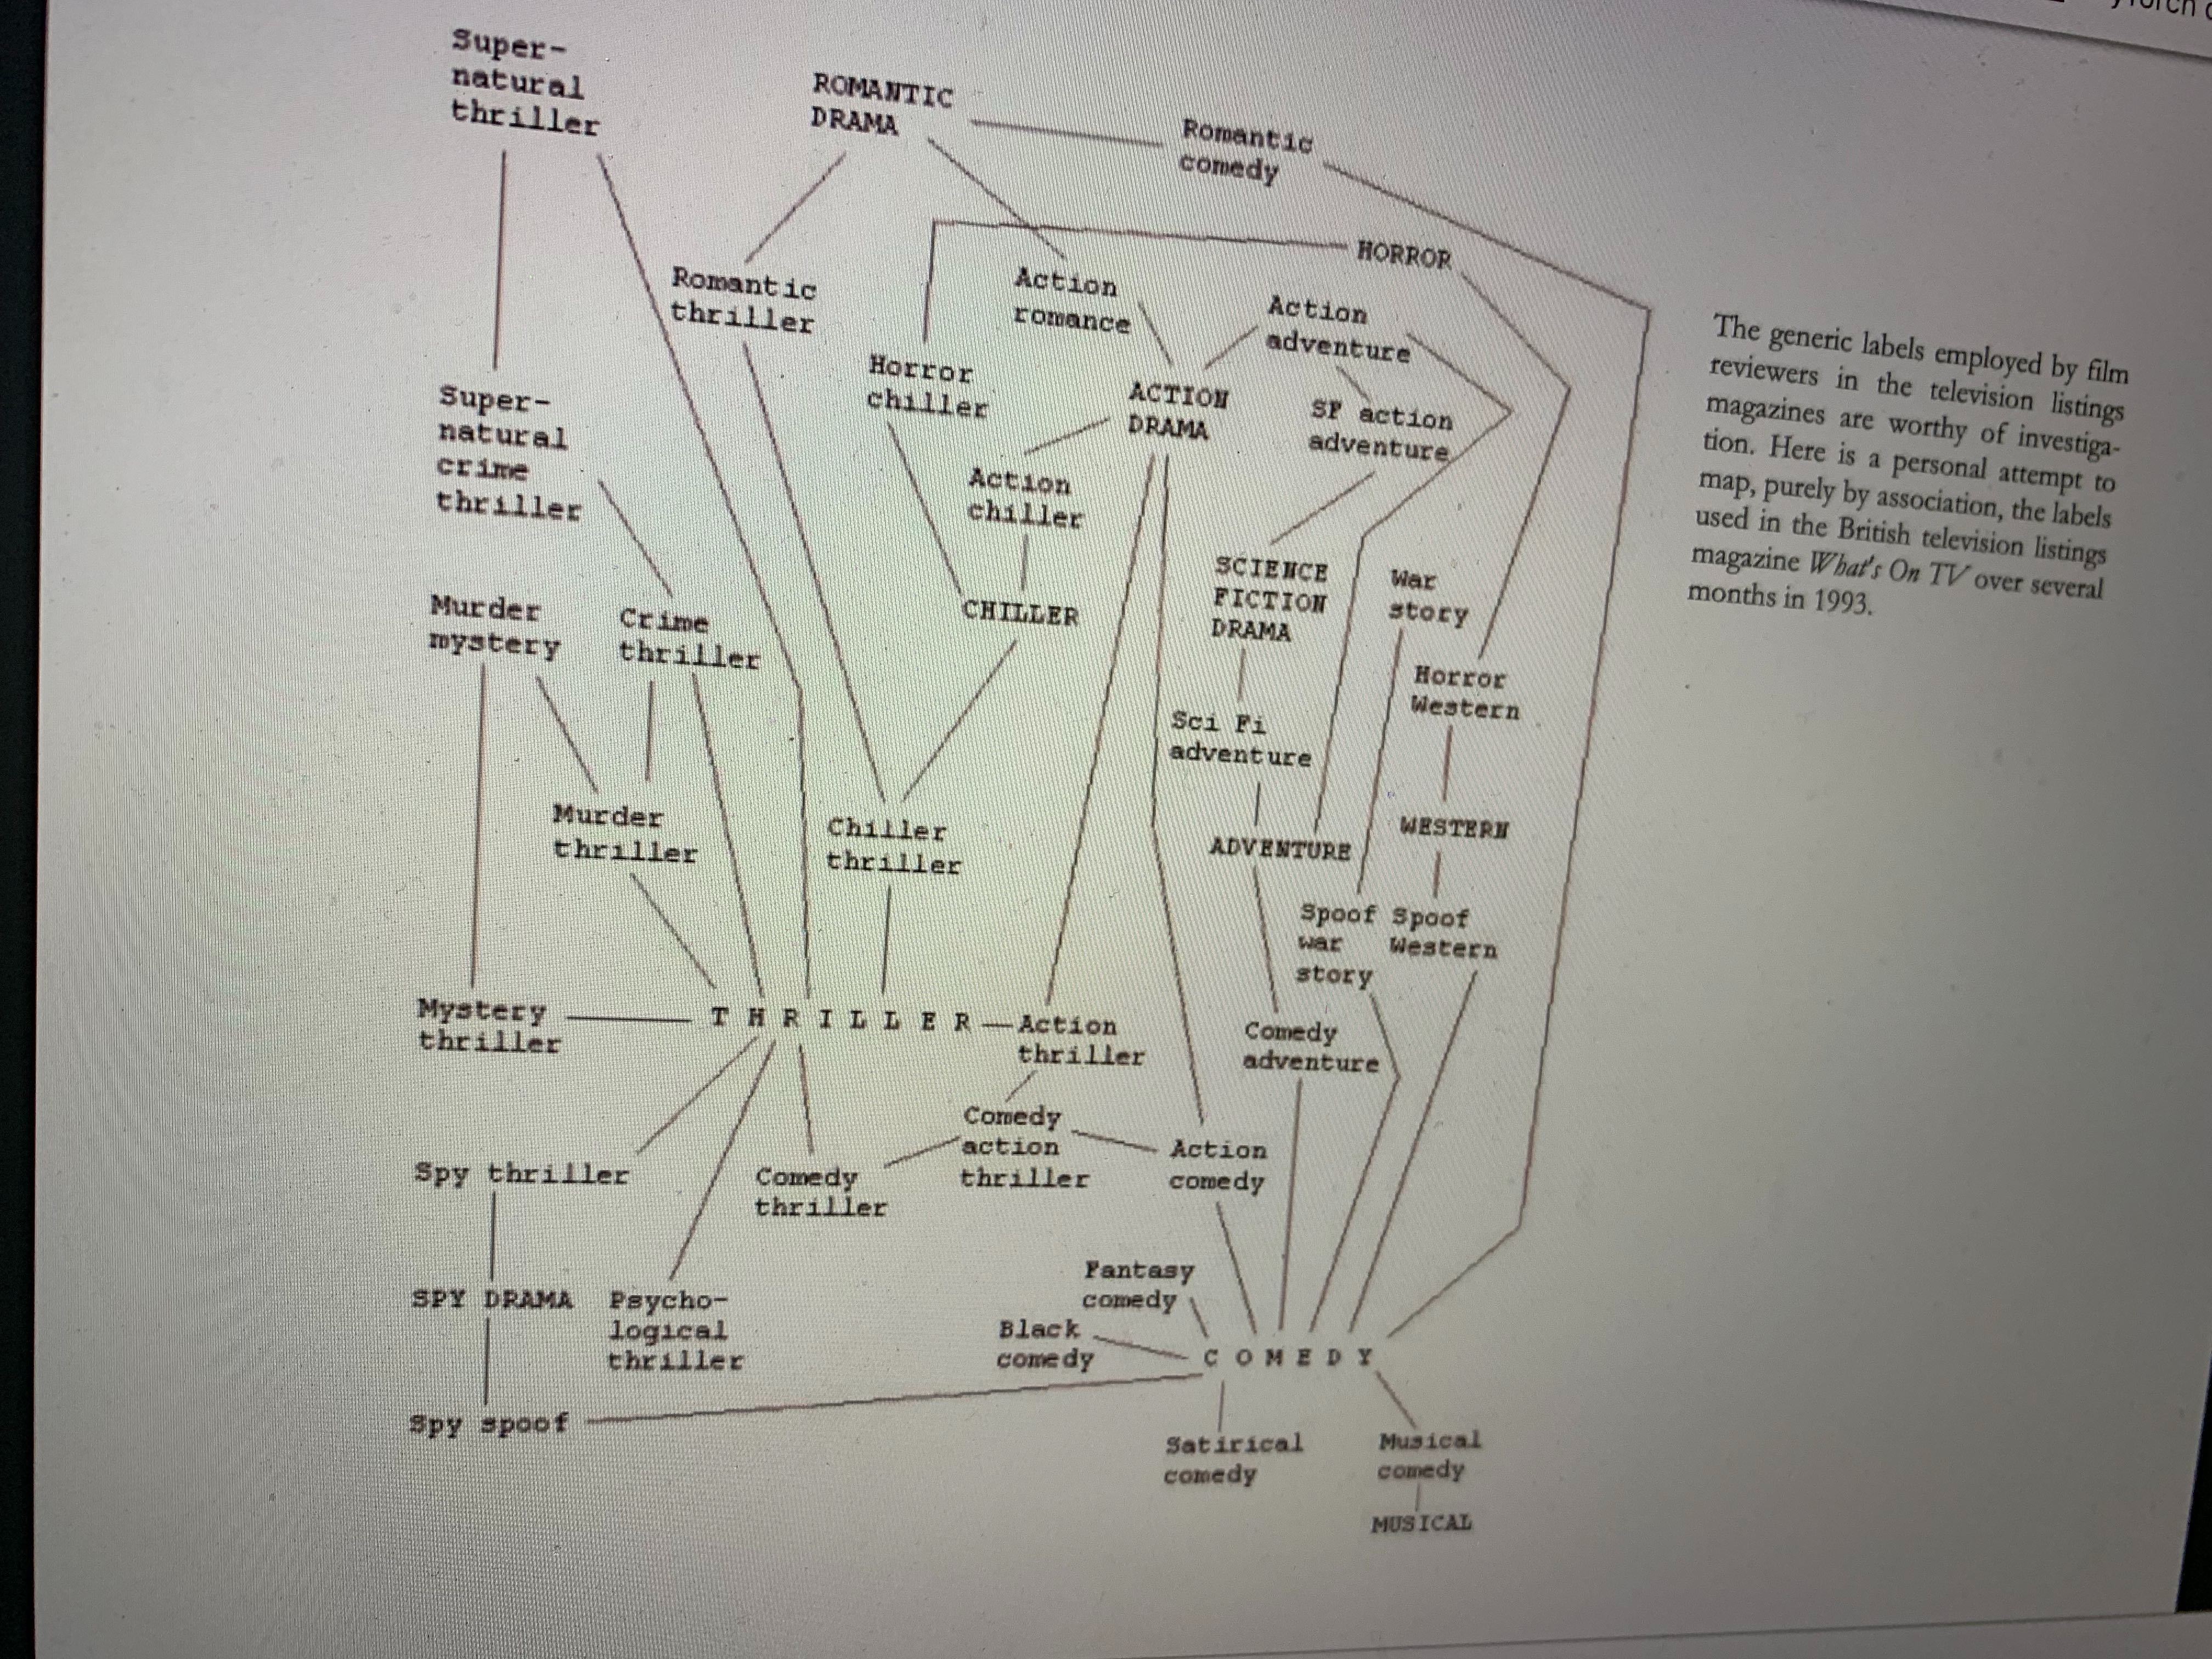 Super-
natural
thriller
ROMANTIC
DRAMA
Romantic
comedy
HORROR
Romantic
thriller
Action
romance
Action
adventure
Horror
chiller
ACTION
DRAMA
SF action
adventure
Super-
natural
crime
thriller
Action
chiller
SCIENCE
FICTION
DRAMA
War
story
Murder
mystery
Crime
thriller
CHILLER
Horror
Western
Sci Fi
adventure
Murder
thriller
Chiller
thriller
ADVENTURE
WESTERN
Spoof
war
story
Spoof
Western
Mystery
thriller
T H R I L L E R
Action
thriller
Comedy
adventure
Spy thriller
Comedy
thriller
Comedy
action
thriller
Action
comedy
SPY DRAMA
Psycho-
logical
thriller
Fantasy
comedy
Black
comedy
C O M E D Y
Spy spoof
Satirical
comedy
Musical
comedy
MUSICAL
The generic labels employed by film
reviewers in the television listings
magazines are worthy of investiga-
tion. Here is a personal attempt to
map, purely by association, the labels
used in the British television listings
magazine What's On TV over several
months in 1993.